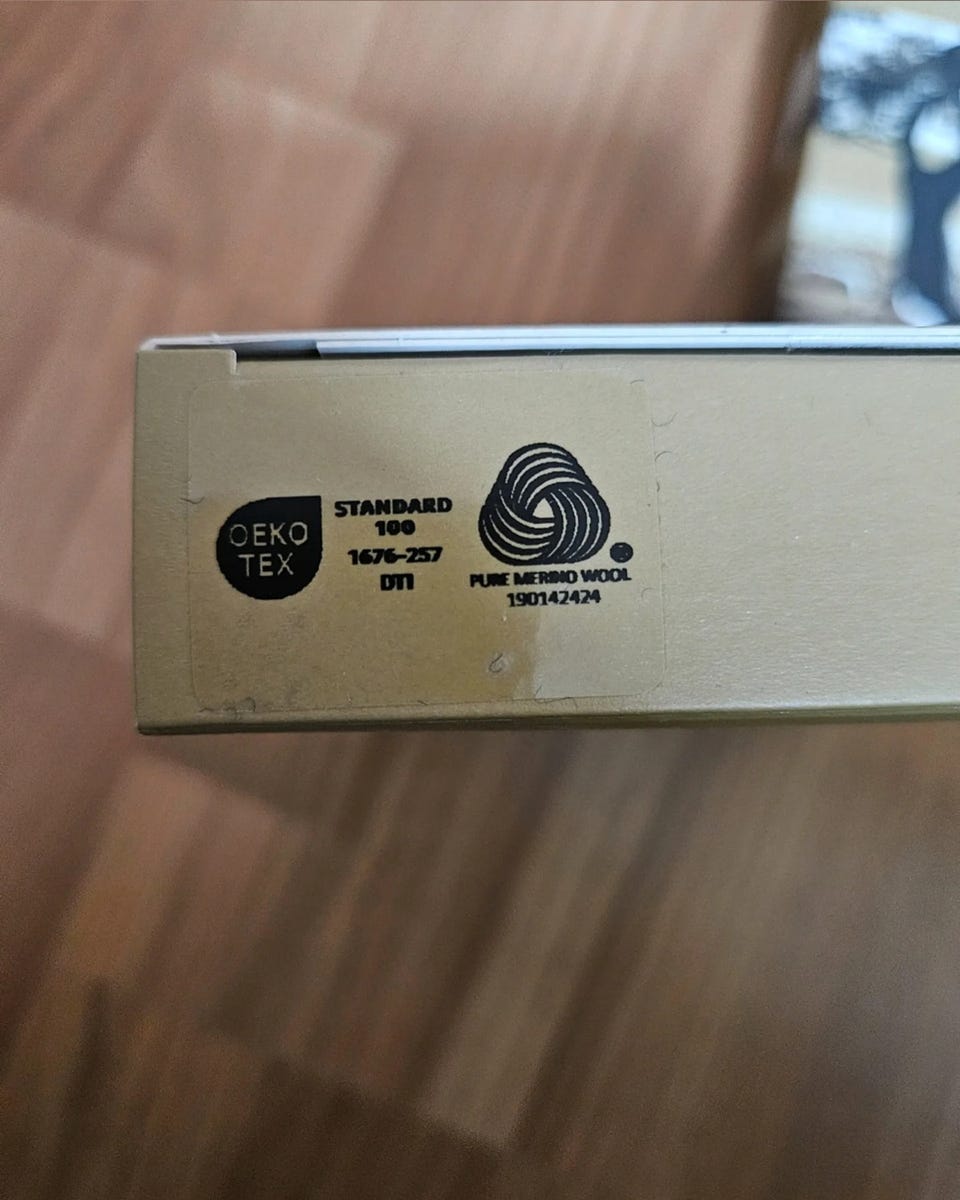 OEKO
TEX
STANDARD
100
1676-257
DTI
PURE MERINO WOOL
190142424